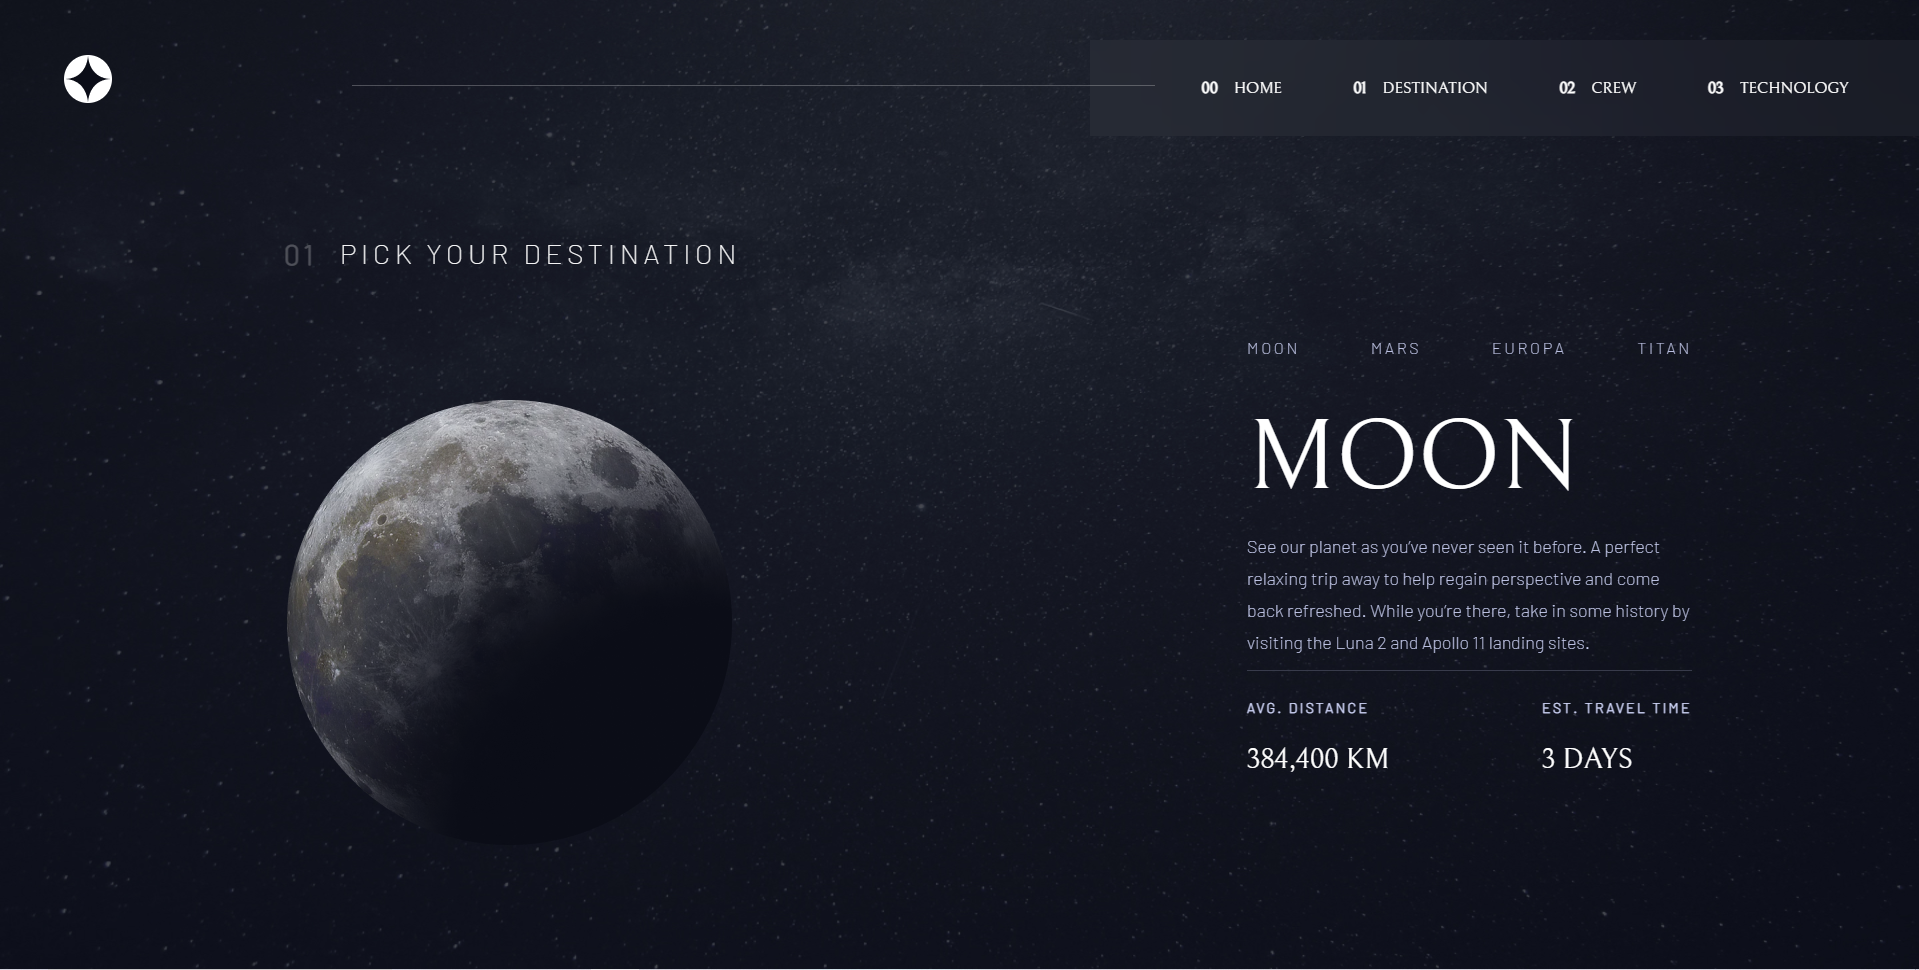 00 HOME 01 DESTINATION 02 CREW 03 TECHNOLOGY
01 PICK YOUR DESTINATION
MOON MARS EUROPA TITAN
MOON
See our planet as you’ve never seen it before. A perfect
relaxing trip away to help regain perspective and come
back refreshed. While you’re there, take in some history by
visiting the Luna 2 and Apollo 11 landing sites.
AVG. DISTANCE
384,400 KM
EST. TRAVEL TIME
3 DAYS